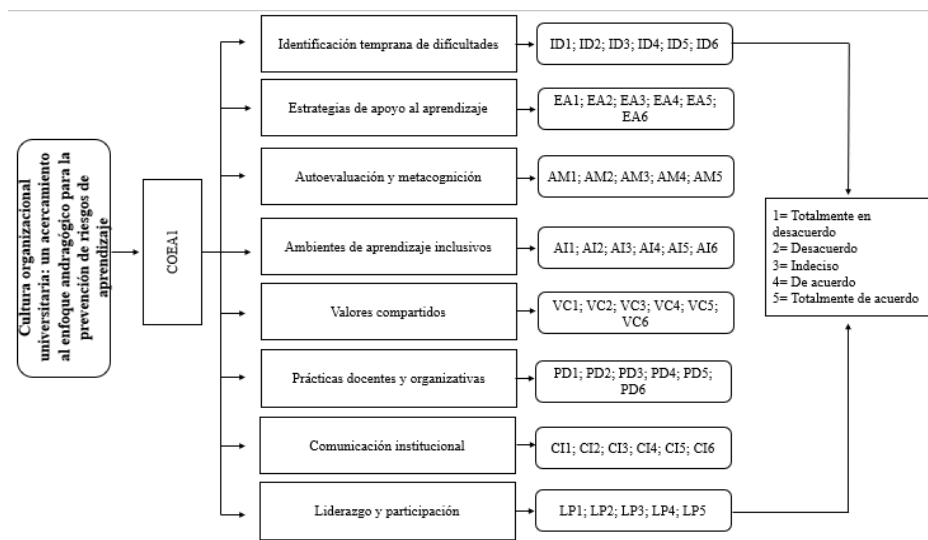 Cultura organizacional
universitaria: un acercamiento
al enfoque andragógico para la
prevención de riesgos de
aprendizaje
COEA1
Identificación temprana de dificultades
ID1; ID2; ID3; ID4; ID5; ID6
Estrategias de apoyo al aprendizaje
EA1; EA2; EA3; EA4; EA5;
EA6
Autoevaluación y metacognición
AM1; AM2; AM3; AM4; AM5
Ambientes de aprendizaje inclusivos
AI1; AI2; AI3; AI4; AI5; AI6
Valores compartidos
VC1; VC2; VC3; VC4; VC5;
VC6
Prácticas docentes y organizativas
PD1; PD2; PD3; PD4; PD5;
PD6
Comunicación institucional
CI1; CI2; CI3; CI4; CI5; CI6
Liderazgo y participación
LP1; LP2; LP3; LP4; LP5
1= Totalmente en
desacuerdo
2= Desacuerdo
3= Indeciso
4= De acuerdo
5= Totalmente de acuerdo